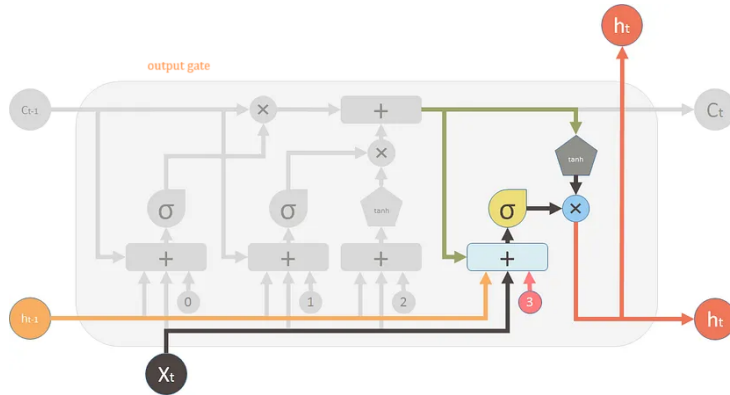 hₜ
output gate
Cₜ₋₁
×
+
Cₜ
×
tanh
σ
σ
tanh
σ
×
+
+
+
+
0
1
2
3
hₜ₋₁
hₜ
Xₜ